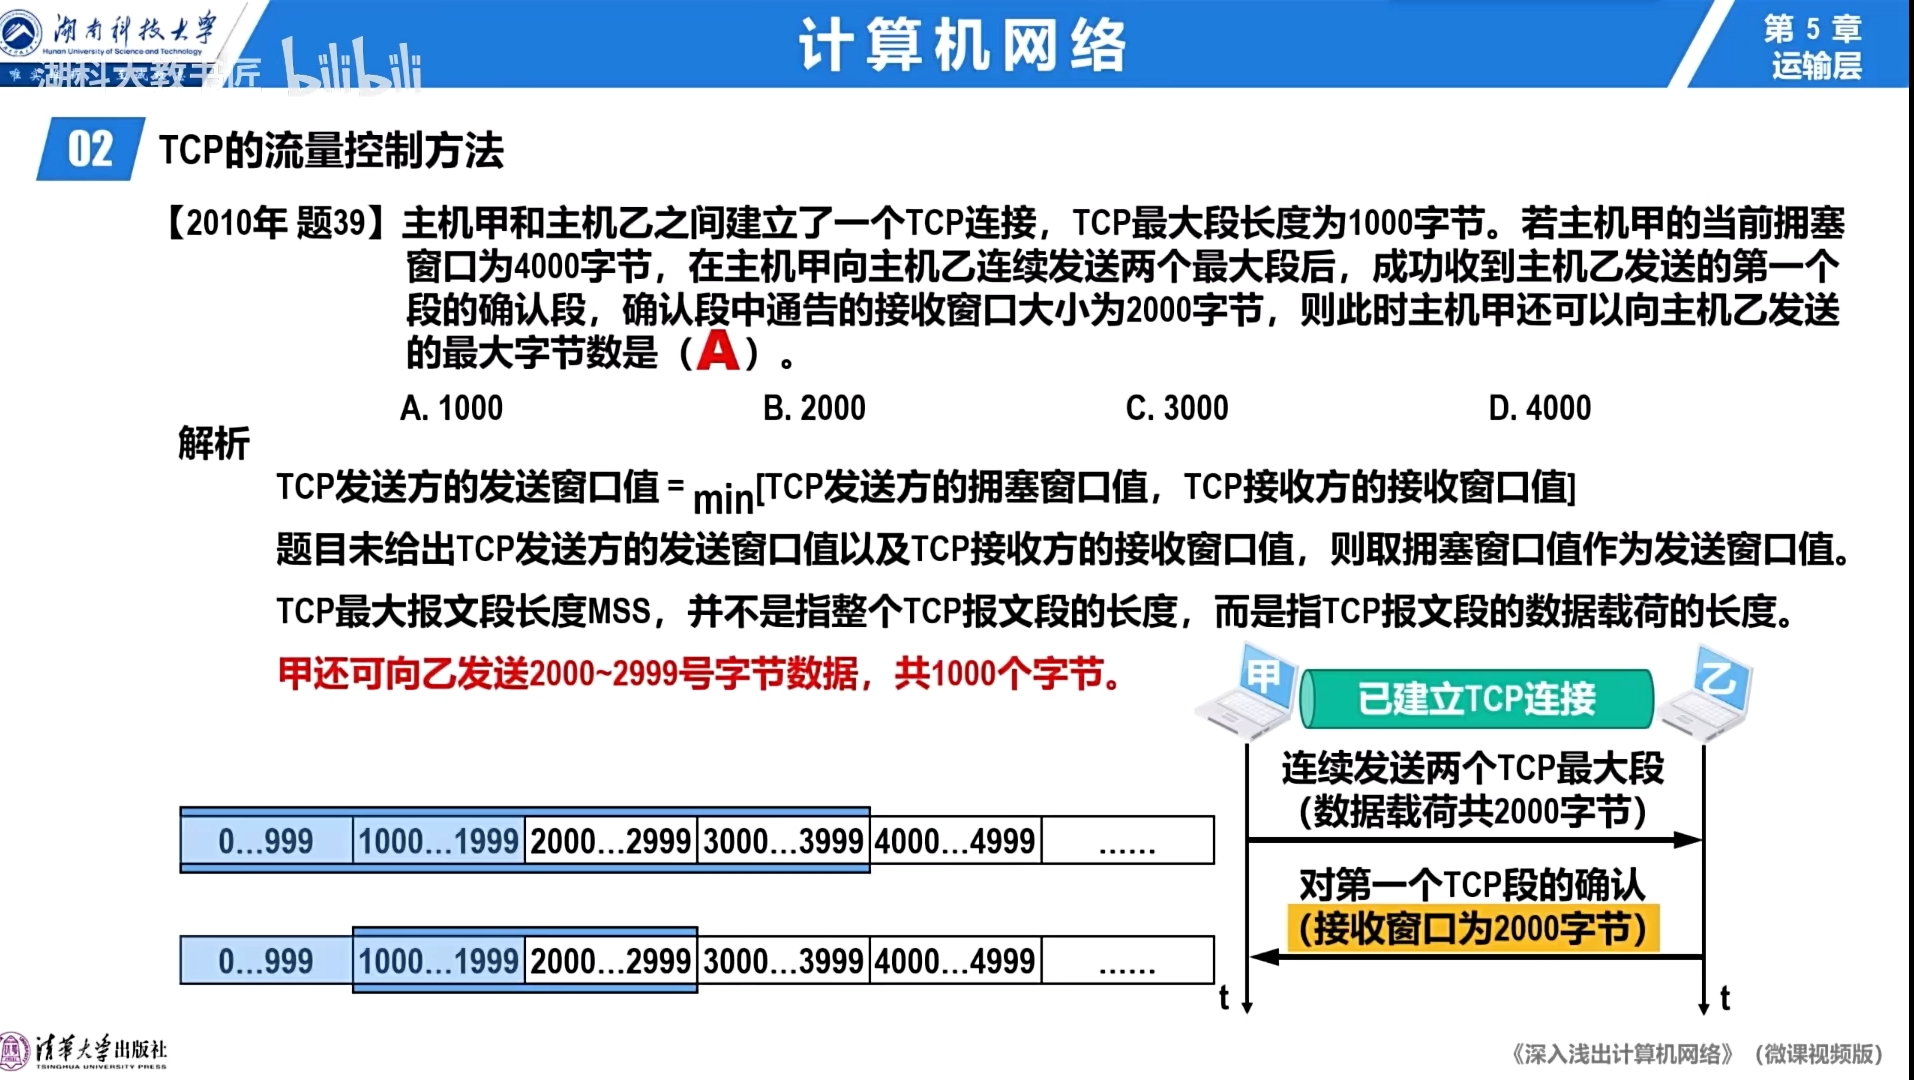 湖南科技大学
Hunan University of Science and Technology
湖科大教书匠 bilibili
计算机网络
第 5 章
运输层
02 TCP的流量控制方法
【2010年 题39】主机甲和主机乙之间建立了一个TCP连接，TCP最大段长度为1000字节。若主机甲的当前拥塞
窗口为4000字节，在主机甲向主机乙连续发送两个最大段后，成功收到主机乙发送的第一个
段的确认段，确认段中通告的接收窗口大小为2000字节，则此时主机甲还可以向主机乙发送
的最大字节数是（A）。
A. 1000 B. 2000 C. 3000 D. 4000
解析
TCP发送方的发送窗口值 = min[TCP发送方的拥塞窗口值，TCP接收方的接收窗口值]
题目未给出TCP发送方的发送窗口值以及TCP接收方的接收窗口值，则取拥塞窗口值作为发送窗口值。
TCP最大报文段长度MSS，并不是指整个TCP报文段的长度，而是指TCP报文段的数据载荷的长度。
甲还可向乙发送2000~2999号字节数据，共1000个字节。
甲 已建立TCP连接 乙
连续发送两个TCP最大段
（数据载荷共2000字节）
0…999 1000…1999 2000…2999 3000…3999 4000…4999 ……
对第一个TCP段的确认
（接收窗口为2000字节）
0…999 1000…1999 2000…2999 3000…3999 4000…4999 ……
t t
清华大学出版社
TSINGHUA UNIVERSITY PRESS
《深入浅出计算机网络》（微课视频版）